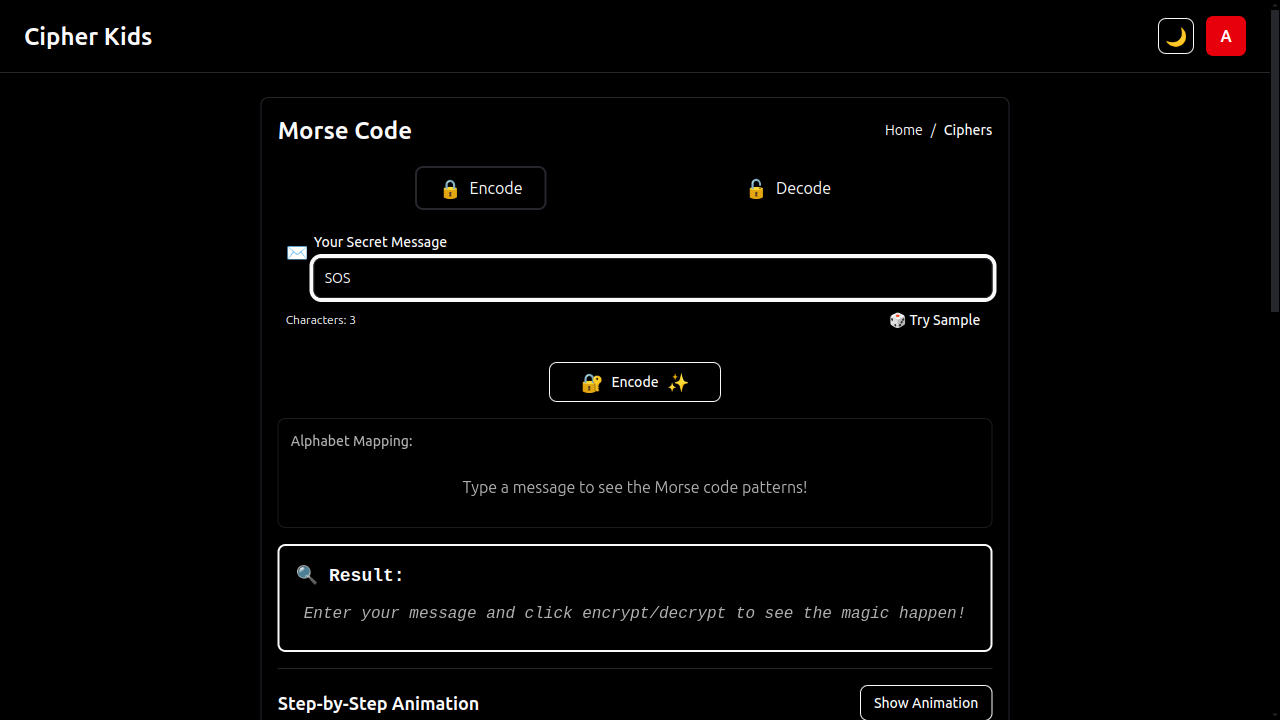 Cipher Kids
A
Morse Code
Home / Ciphers
Encode
Decode
Your Secret Message
SOS
Characters: 3
Try Sample
Encode
Alphabet Mapping:
Type a message to see the Morse code patterns!
Result:
Enter your message and click encrypt/decrypt to see the magic happen!
Step-by-Step Animation
Show Animation